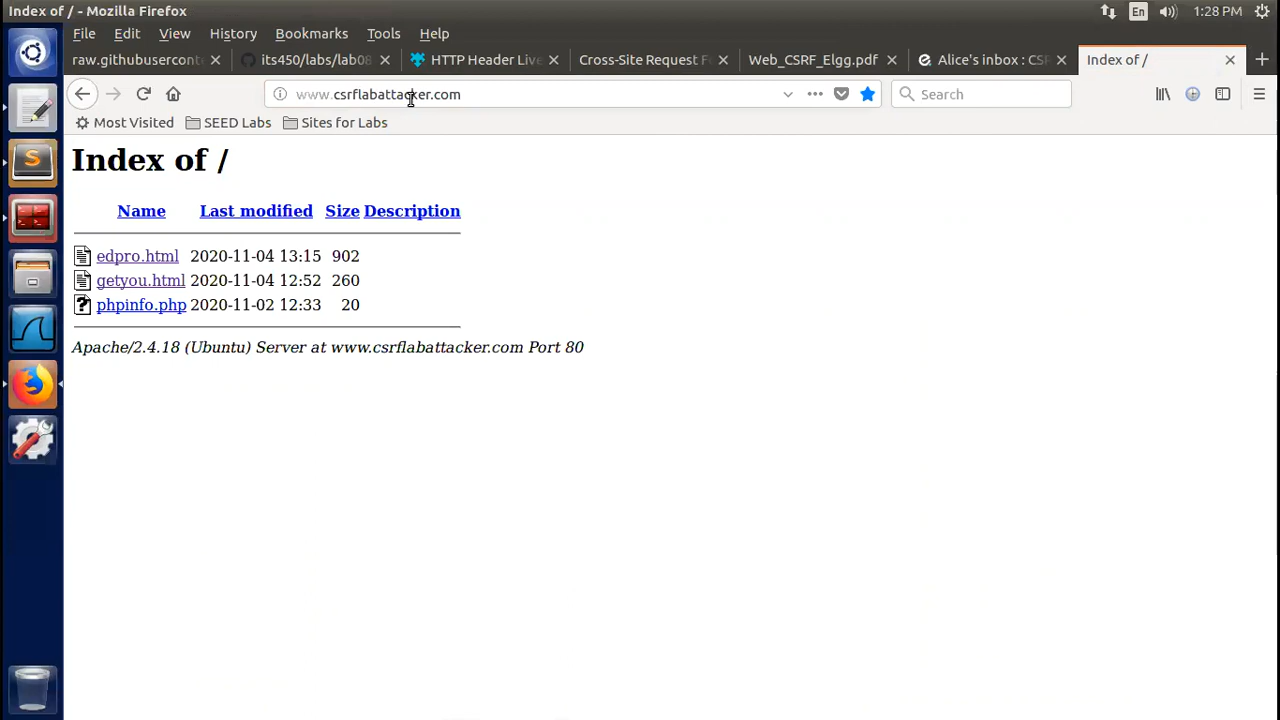 Index of / - Mozilla Firefox
En
1:28 PM
File Edit View History Bookmarks Tools Help
raw.githubuserconte
its450/labs/lab08
HTTP Header Live
Cross-Site Request F
Web_CSRF_Elgg.pdf
Alice's inbox : CS
Index of /
www.csrflabattacker.com
Search
Most Visited
SEED Labs
Sites for Labs
Index of /
Name Last modified Size Description
edpro.html 2020-11-04 13:15 902
getyou.html 2020-11-04 12:52 260
phpinfo.php 2020-11-02 12:33 20
Apache/2.4.18 (Ubuntu) Server at www.csrflabattacker.com Port 80